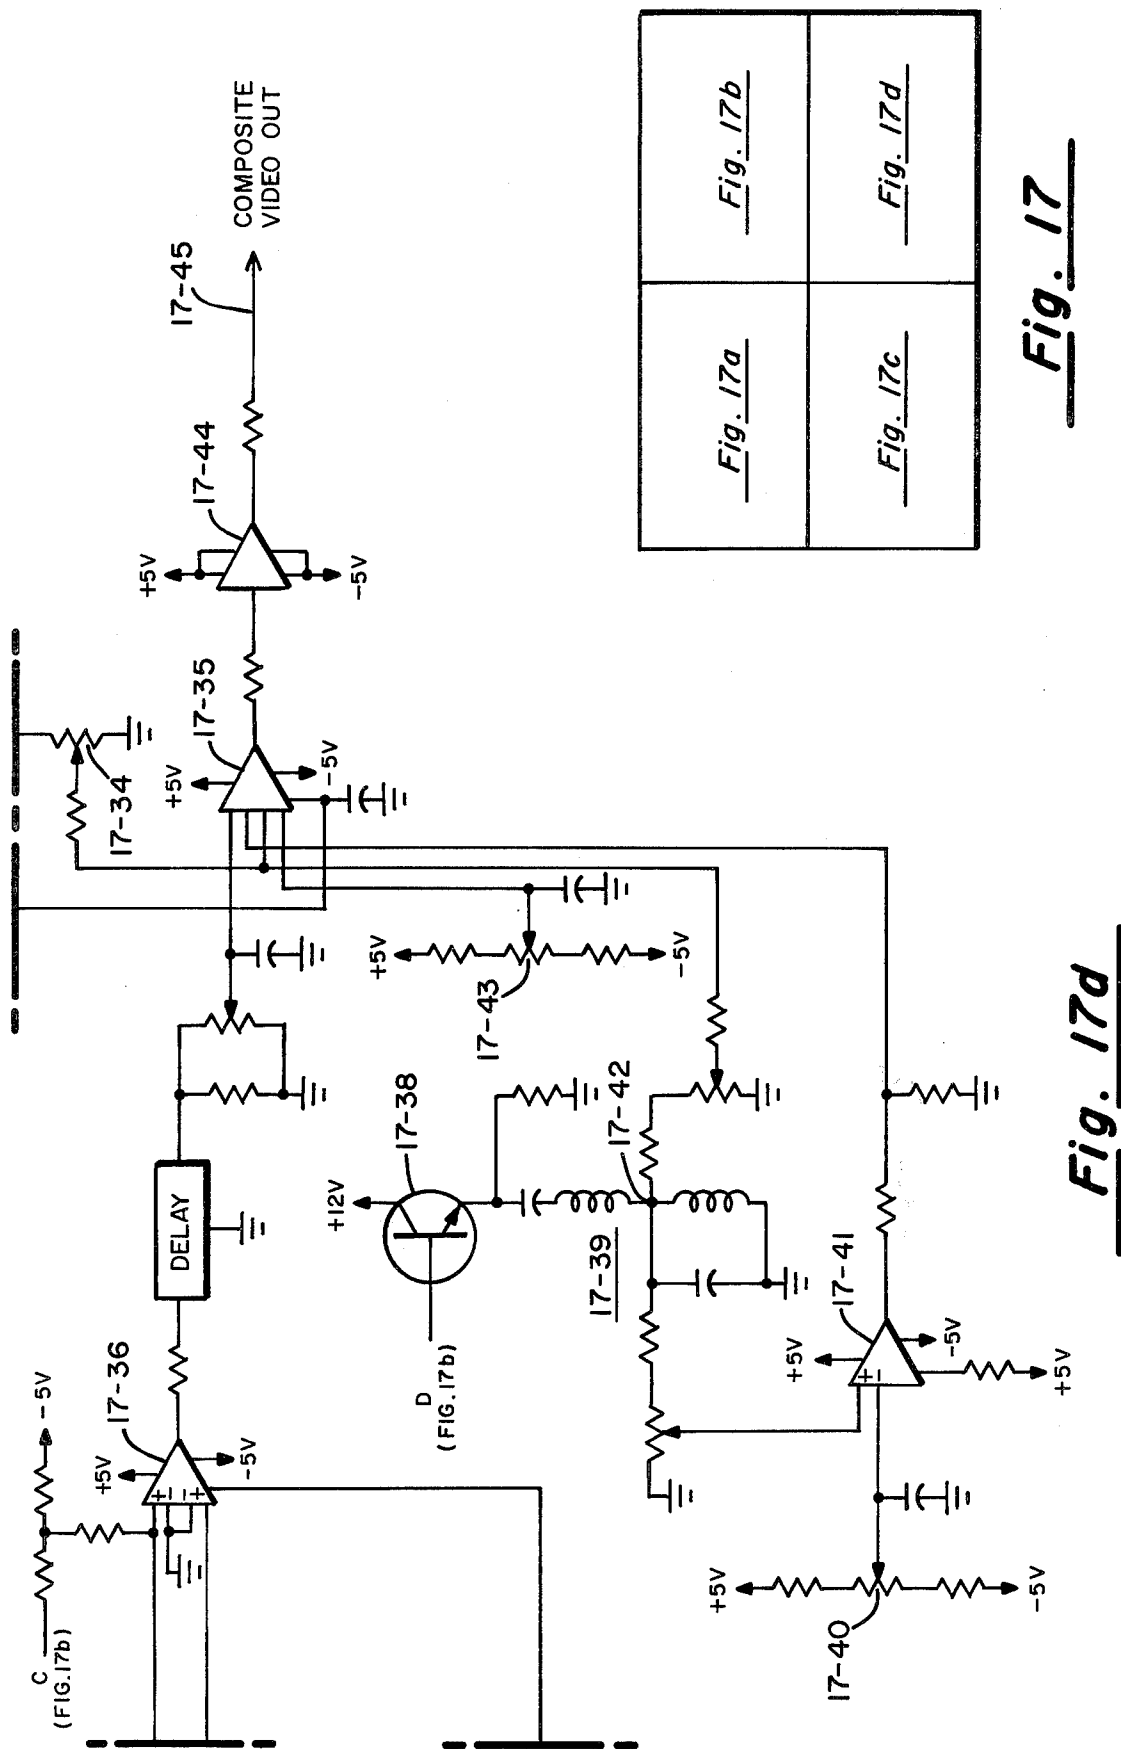 C
(FIG.17b)
-5V
+5V
17-36
-5V
+
-
-
+
DELAY
17-34
+5V
17-35
-5V
+5V
17-44
-5V
17-45
COMPOSITE
VIDEO OUT
D
(FIG.17b)
+12V
17-38
+5V
17-43
-5V
17-39
17-42
+5V
17-40
-5V
+5V
17-41
+
-
-5V
+5V
Fig. 17d
Fig. 17a
Fig. 17b
Fig. 17c
Fig. 17d
Fig. 17